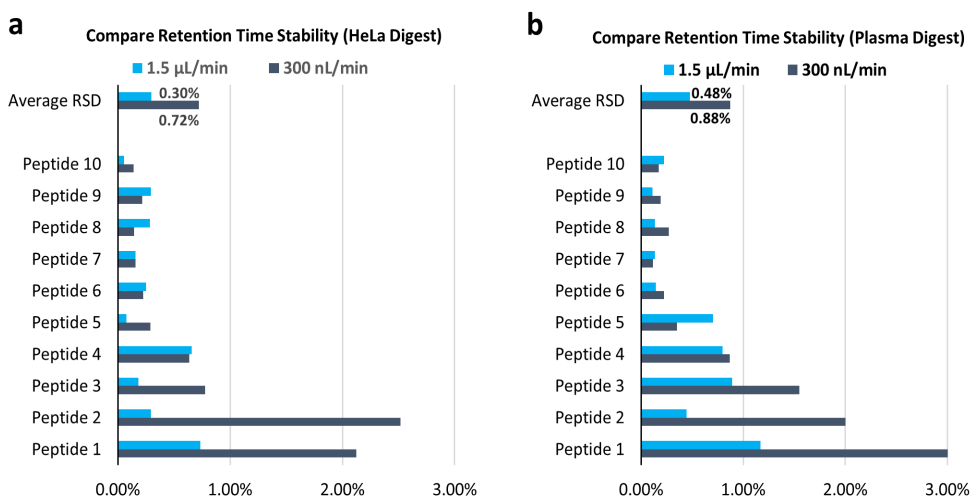 a
Compare Retention Time Stability (HeLa Digest)
1.5 µL/min 300 nL/min
Average RSD
0.30%
0.72%
Peptide 10
Peptide 9
Peptide 8
Peptide 7
Peptide 6
Peptide 5
Peptide 4
Peptide 3
Peptide 2
Peptide 1
0.00% 1.00% 2.00% 3.00%
b
Compare Retention Time Stability (Plasma Digest)
1.5 µL/min 300 nL/min
Average RSD
0.48%
0.88%
Peptide 10
Peptide 9
Peptide 8
Peptide 7
Peptide 6
Peptide 5
Peptide 4
Peptide 3
Peptide 2
Peptide 1
0.00% 1.00% 2.00% 3.00%